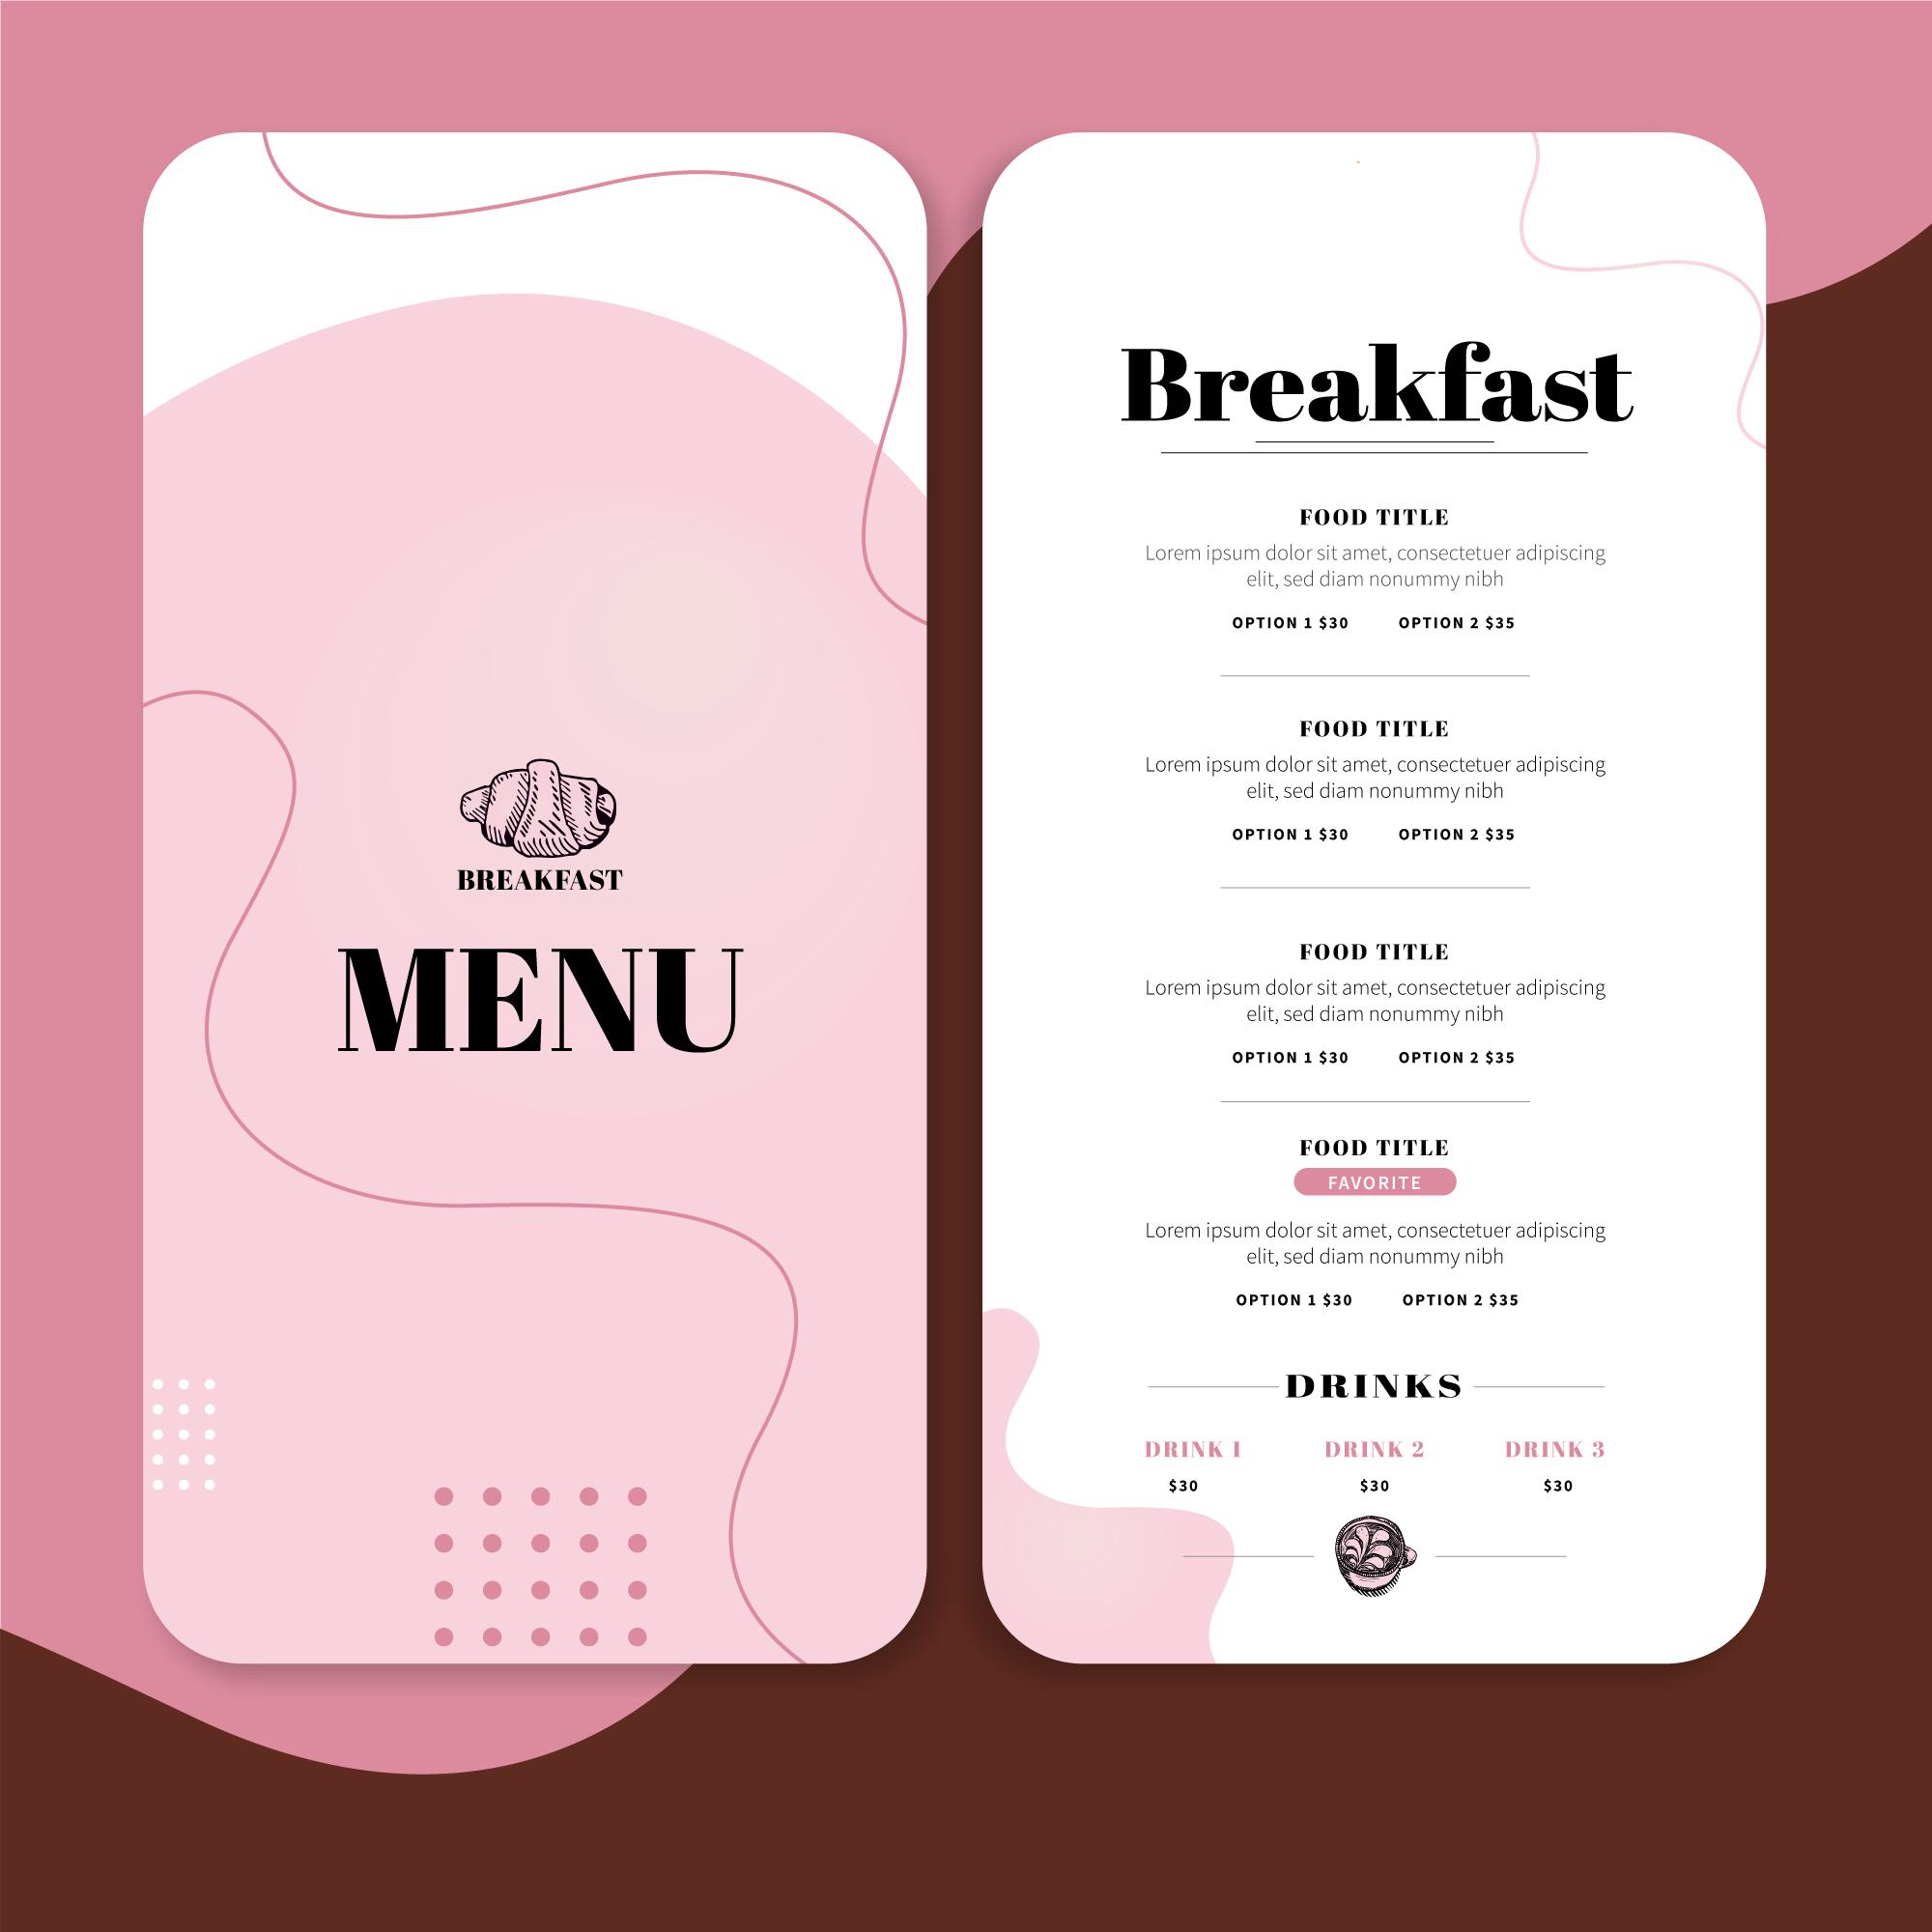 BREAKFAST
MENU
Breakfast
FOOD TITLE
Lorem ipsum dolor sit amet, consectetuer adipiscing
elit, sed diam nonummy nibh
OPTION 1 $30 OPTION 2 $35
FOOD TITLE
Lorem ipsum dolor sit amet, consectetuer adipiscing
elit, sed diam nonummy nibh
OPTION 1 $30 OPTION 2 $35
FOOD TITLE
Lorem ipsum dolor sit amet, consectetuer adipiscing
elit, sed diam nonummy nibh
OPTION 1 $30 OPTION 2 $35
FOOD TITLE
FAVORITE
Lorem ipsum dolor sit amet, consectetuer adipiscing
elit, sed diam nonummy nibh
OPTION 1 $30 OPTION 2 $35
DRINKS
DRINK 1 DRINK 2 DRINK 3
$30 $30 $30